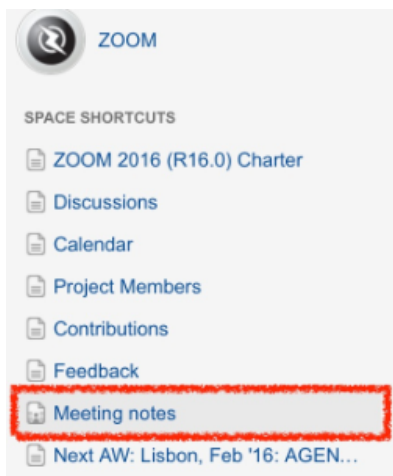 ZOOM
SPACE SHORTCUTS
ZOOM 2016 (R16.0) Charter
Discussions
Calendar
Project Members
Contributions
Feedback
Meeting notes
Next AW: Lisbon, Feb '16: AGEN...